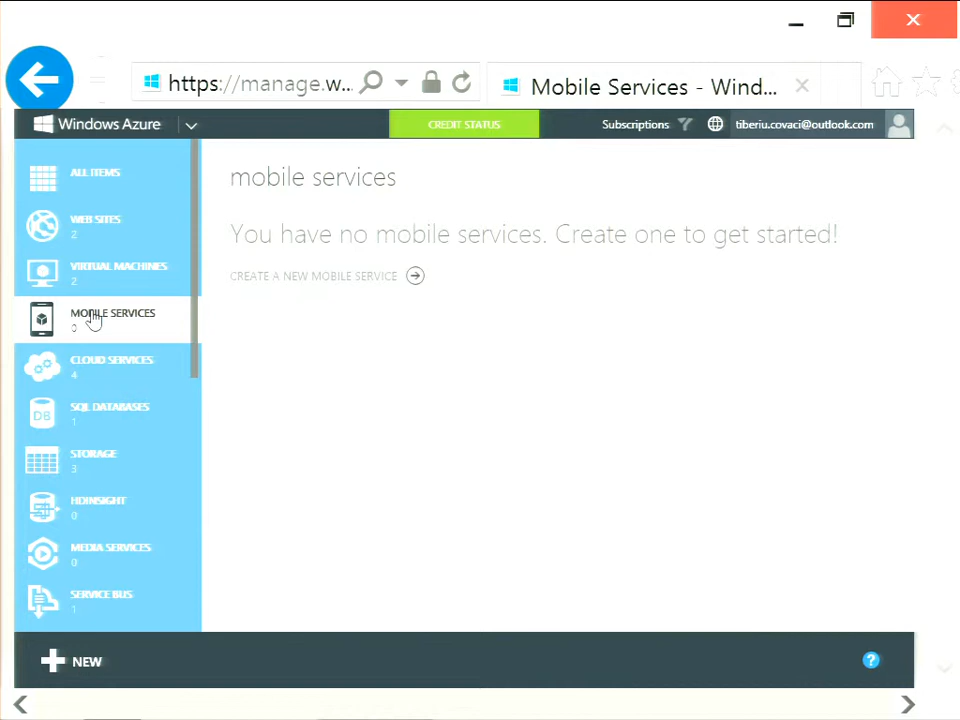 https://manage.w...
Mobile Services - Wind...
Windows Azure
CREDIT STATUS
Subscriptions
tiberiu.covaci@outlook.com
ALL ITEMS
WEB SITES
2
VIRTUAL MACHINES
2
MOBILE SERVICES
0
CLOUD SERVICES
4
SQL DATABASES
DB
1
STORAGE
3
HDINSIGHT
0
MEDIA SERVICES
0
SERVICE BUS
1
mobile services
You have no mobile services. Create one to get started!
CREATE A NEW MOBILE SERVICE
NEW
?